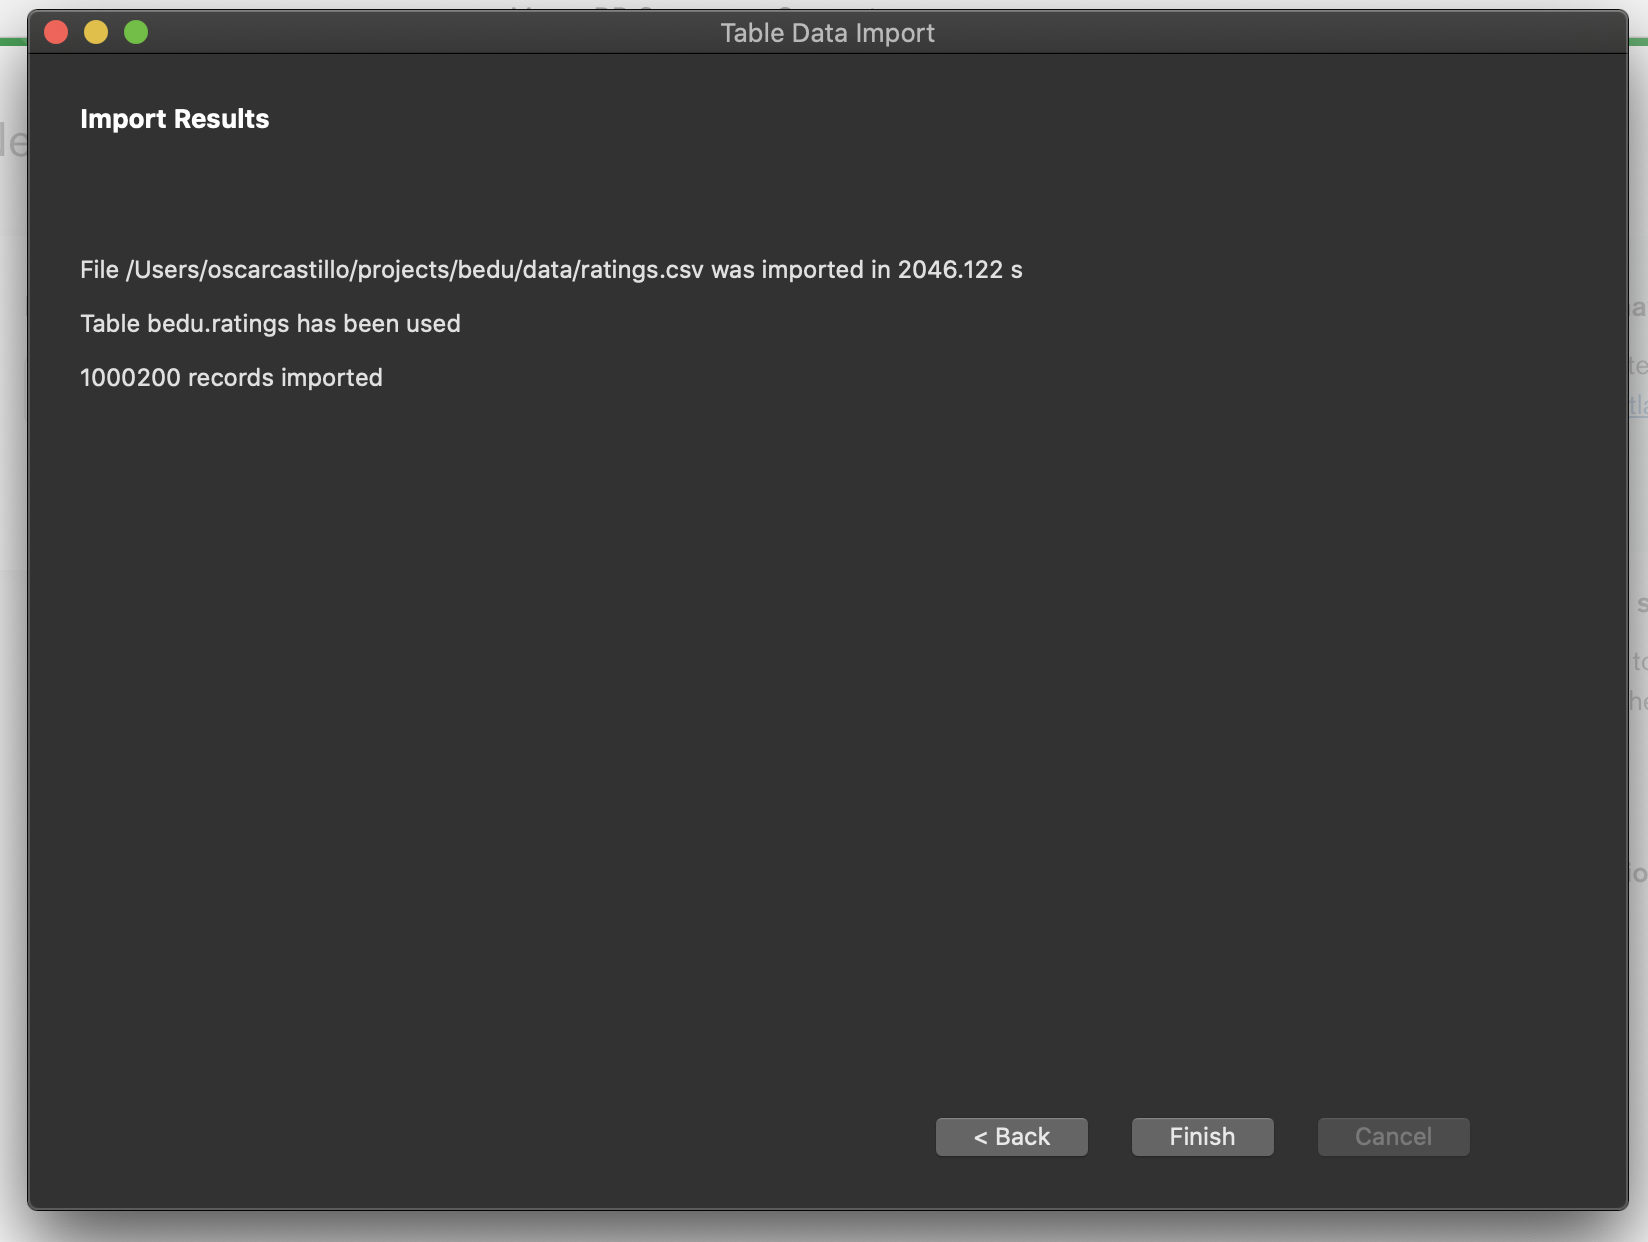 Table Data Import
Import Results
File /Users/oscarcastillo/projects/bedu/data/ratings.csv was imported in 2046.122 s
Table bedu.ratings has been used
1000200 records imported
< Back
Finish
Cancel